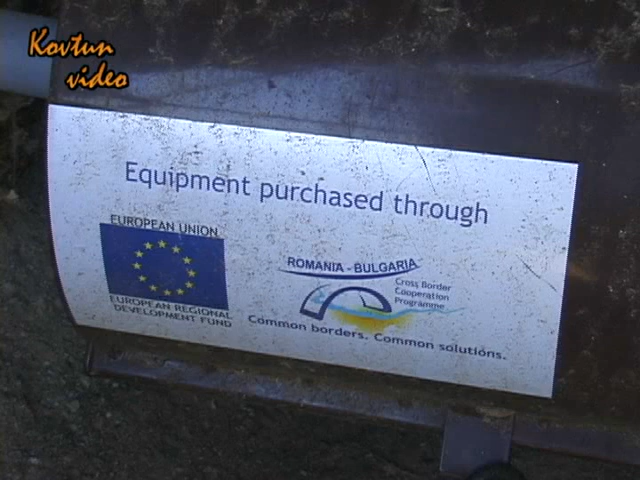 Kovtun
video
Equipment purchased through
EUROPEAN UNION
EUROPEAN REGIONAL
DEVELOPMENT FUND
ROMANIA - BULGARIA
Cross Border
Cooperation
Programme
Common borders. Common solutions.